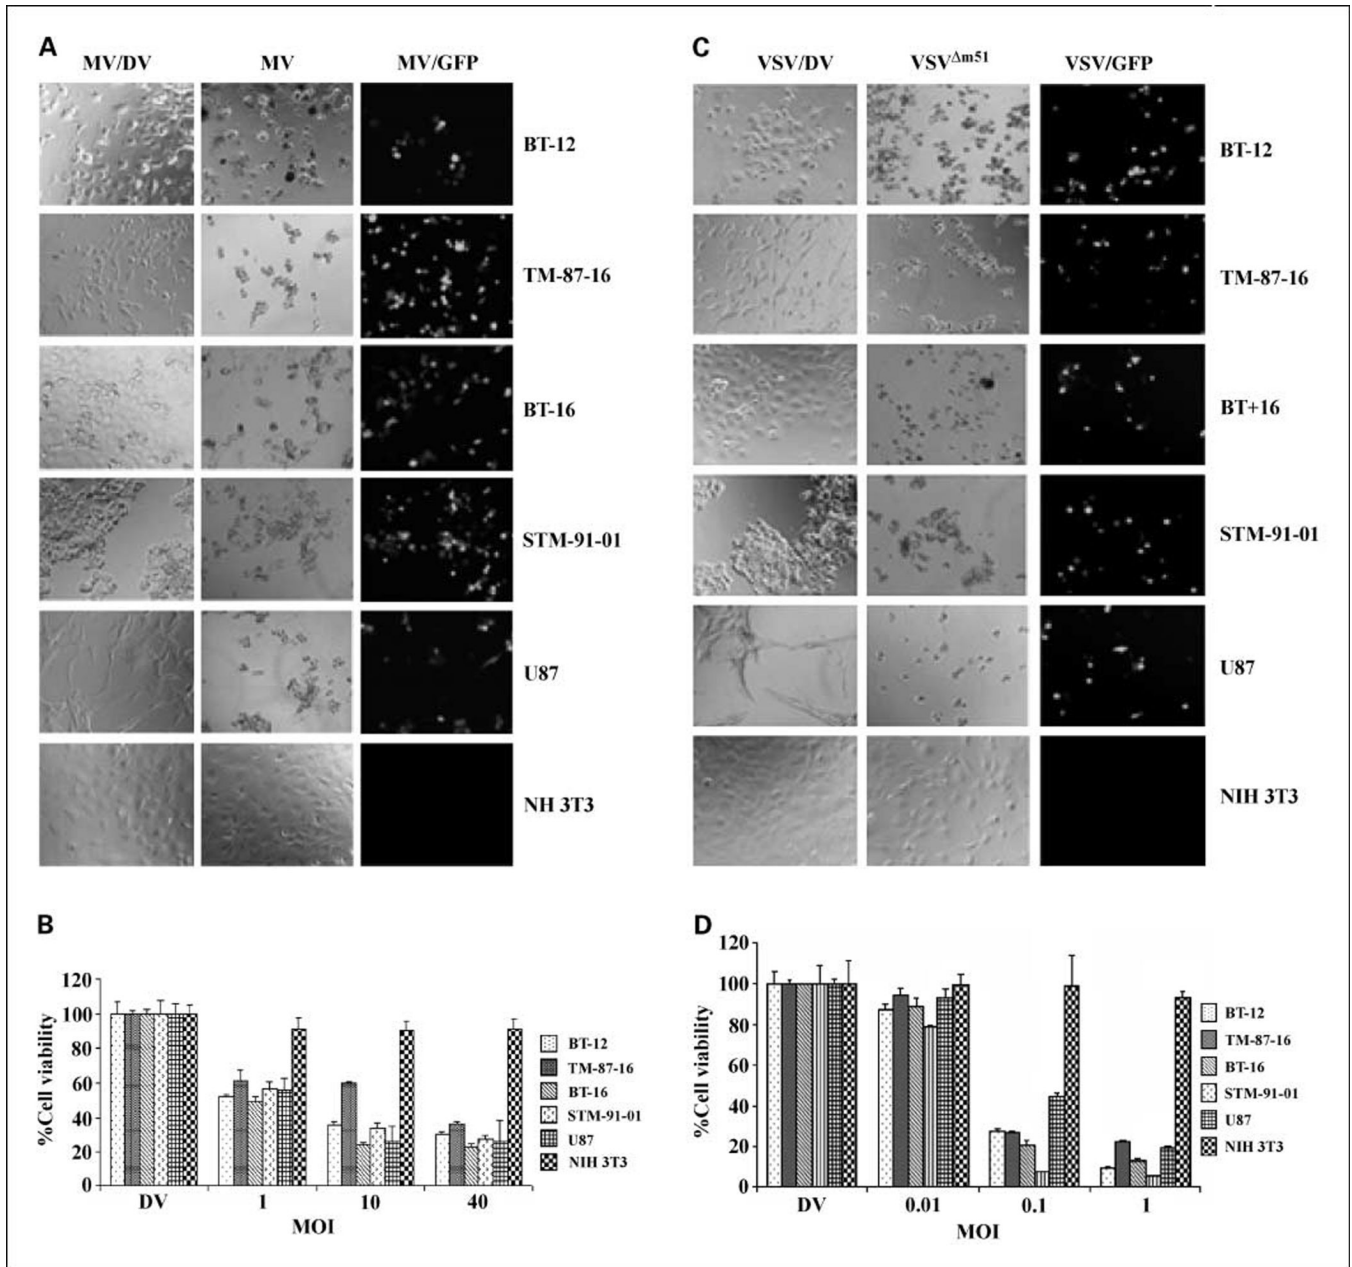 A
MV/DV MV MV/GFP
BT-12
TM-87-16
BT-16
STM-91-01
U87
NH 3T3
B
%Cell viability
120
100
80
60
40
20
0
DV 1 10 40
MOI
BT-12
TM-87-16
BT-16
STM-91-01
U87
NIH 3T3
C
VSV/DV VSV^Δm51 VSV/GFP
BT-12
TM-87-16
BT+16
STM-91-01
U87
NIH 3T3
D
%Cell viability
120
100
80
60
40
20
0
DV 0.01 0.1 1
MOI
BT-12
TM-87-16
BT-16
STM-91-01
U87
NIH 3T3